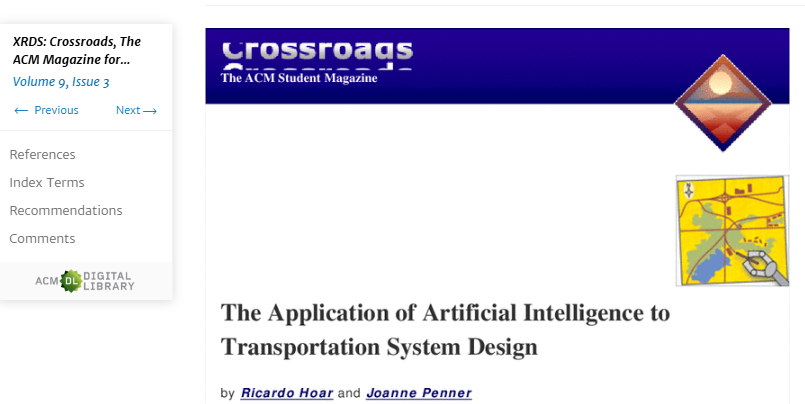 XRDS: Crossroads, The
ACM Magazine for...
Volume 9, Issue 3
← Previous Next →
References
Index Terms
Recommendations
Comments
ACM DL DIGITAL
LIBRARY
Crossroads
The ACM Student Magazine
The Application of Artificial Intelligence to
Transportation System Design
by Ricardo Hoar and Joanne Penner